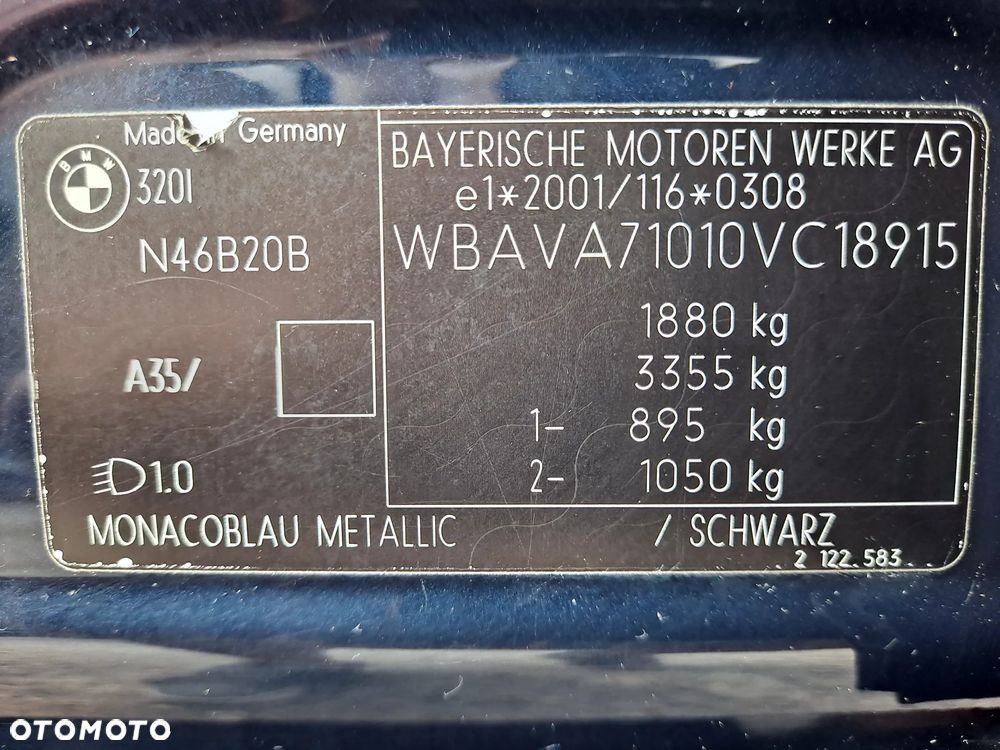 Made in Germany
BMW
320I
N46B20B
A35/
1.0
BAYERISCHE MOTOREN WERKE AG
e1*2001/116*0308
WBAVA71010VC18915
1880 kg
3355 kg
1- 895 kg
2- 1050 kg
MONACOBLAU METALLIC / SCHWARZ
2 122.583
OTOMOTO